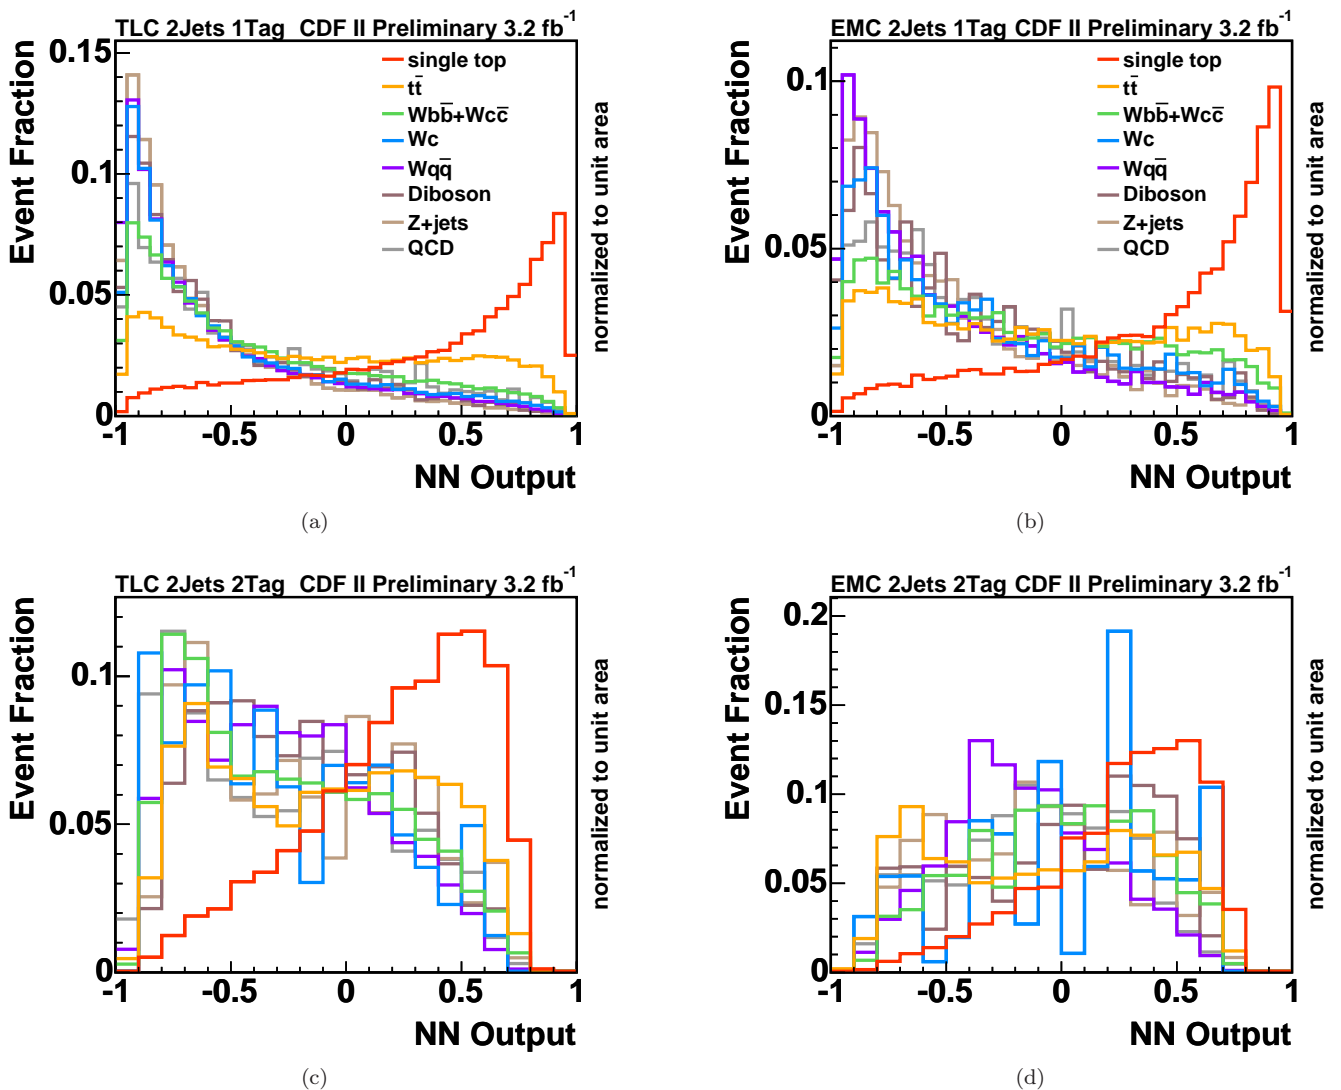 TLC 2Jets 1Tag CDF II Preliminary 3.2 fb⁻¹
Event Fraction
0.15
0.1
0.05
0
single top
tt̄
Wbb̄+Wcc̄
Wc
Wqq̄
Diboson
Z+jets
QCD
normalized to unit area
-1 -0.5 0 0.5 1
NN Output
(a)
EMC 2Jets 1Tag CDF II Preliminary 3.2 fb⁻¹
Event Fraction
0.1
0.05
0
single top
tt̄
Wbb̄+Wcc̄
Wc
Wqq̄
Diboson
Z+jets
QCD
normalized to unit area
-1 -0.5 0 0.5 1
NN Output
(b)
TLC 2Jets 2Tag CDF II Preliminary 3.2 fb⁻¹
Event Fraction
0.1
0.05
0
normalized to unit area
-1 -0.5 0 0.5 1
NN Output
(c)
EMC 2Jets 2Tag CDF II Preliminary 3.2 fb⁻¹
Event Fraction
0.2
0.15
0.1
0.05
0
normalized to unit area
-1 -0.5 0 0.5 1
NN Output
(d)